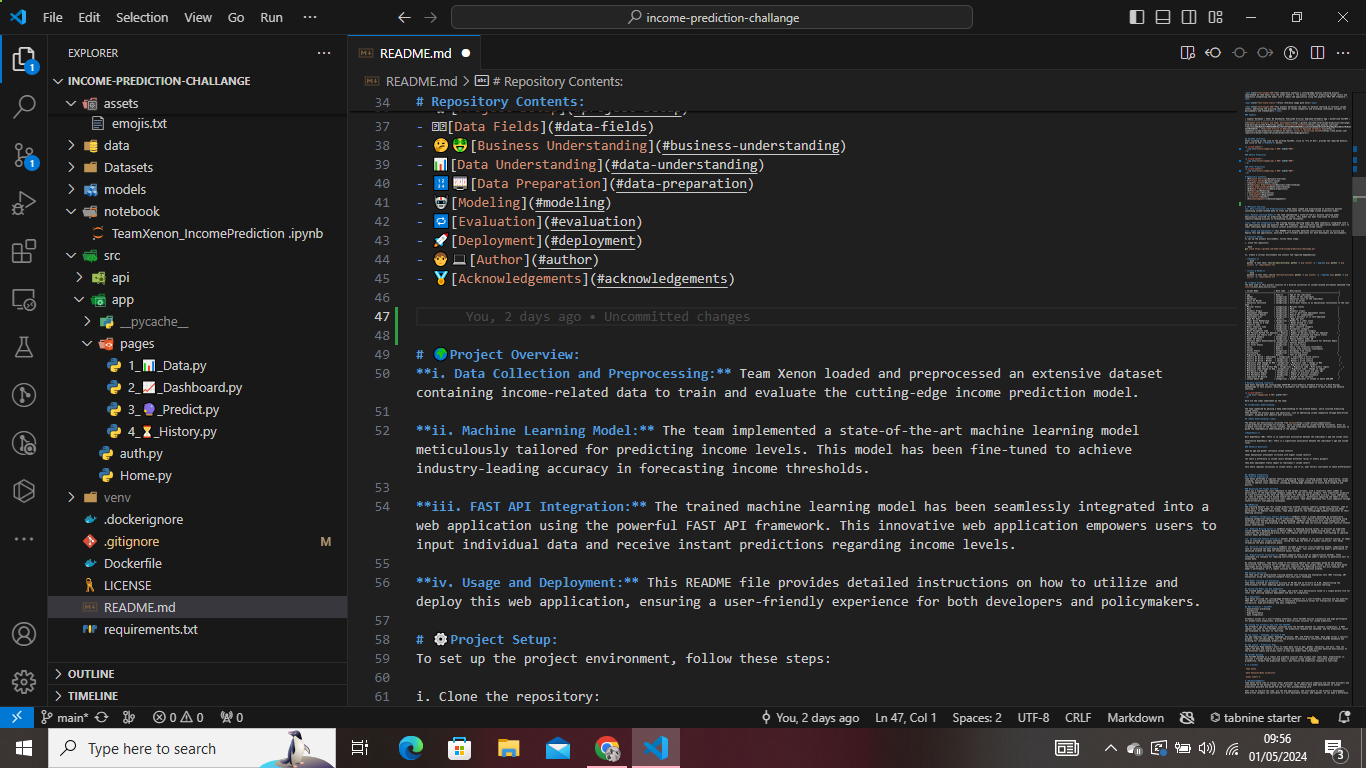 File Edit Selection View Go Run ···
income-prediction-challange
EXPLORER
INCOME-PREDICTION-CHALLANGE
assets
emojis.txt
data
Datasets
models
notebook
TeamXenon_IncomePrediction .ipynb
src
api
app
__pycache__
pages
1_📊_Data.py
2_📈_Dashboard.py
3_🔮_Predict.py
4_⏳_History.py
auth.py
Home.py
venv
.dockerignore
.gitignore M
Dockerfile
LICENSE
README.md
requirements.txt
OUTLINE
TIMELINE
README.md
README.md > # Repository Contents:
34 # Repository Contents:
37 - [Data Fields](#data-fields)
38 - 🤔🤑[Business Understanding](#business-understanding)
39 - 📊[Data Understanding](#data-understanding)
40 - 🔢[Data Preparation](#data-preparation)
41 - 🤖[Modeling](#modeling)
42 - 🔁[Evaluation](#evaluation)
43 - 🚀[Deployment](#deployment)
44 - 🧑💻[Author](#author)
45 - 🏅[Acknowledgements](#acknowledgements)
46
47 You, 2 days ago • Uncommitted changes
48
49 # 🌍Project Overview:
50 **i. Data Collection and Preprocessing:** Team Xenon loaded and preprocessed an extensive dataset
containing income-related data to train and evaluate the cutting-edge income prediction model.
51
52 **ii. Machine Learning Model:** The team implemented a state-of-the-art machine learning model
meticulously tailored for predicting income levels. This model has been fine-tuned to achieve
industry-leading accuracy in forecasting income thresholds.
53
54 **iii. FAST API Integration:** The trained machine learning model has been seamlessly integrated into a
web application using the powerful FAST API framework. This innovative web application empowers users to
input individual data and receive instant predictions regarding income levels.
55
56 **iv. Usage and Deployment:** This README file provides detailed instructions on how to utilize and
deploy this web application, ensuring a user-friendly experience for both developers and policymakers.
57
58 # ⚙️Project Setup:
59 To set up the project environment, follow these steps:
60
61 i. Clone the repository:
main* 0 0 0 You, 2 days ago Ln 47, Col 1 Spaces: 2 UTF-8 CRLF Markdown tabnine starter
Type here to search
09:56
01/05/2024
3